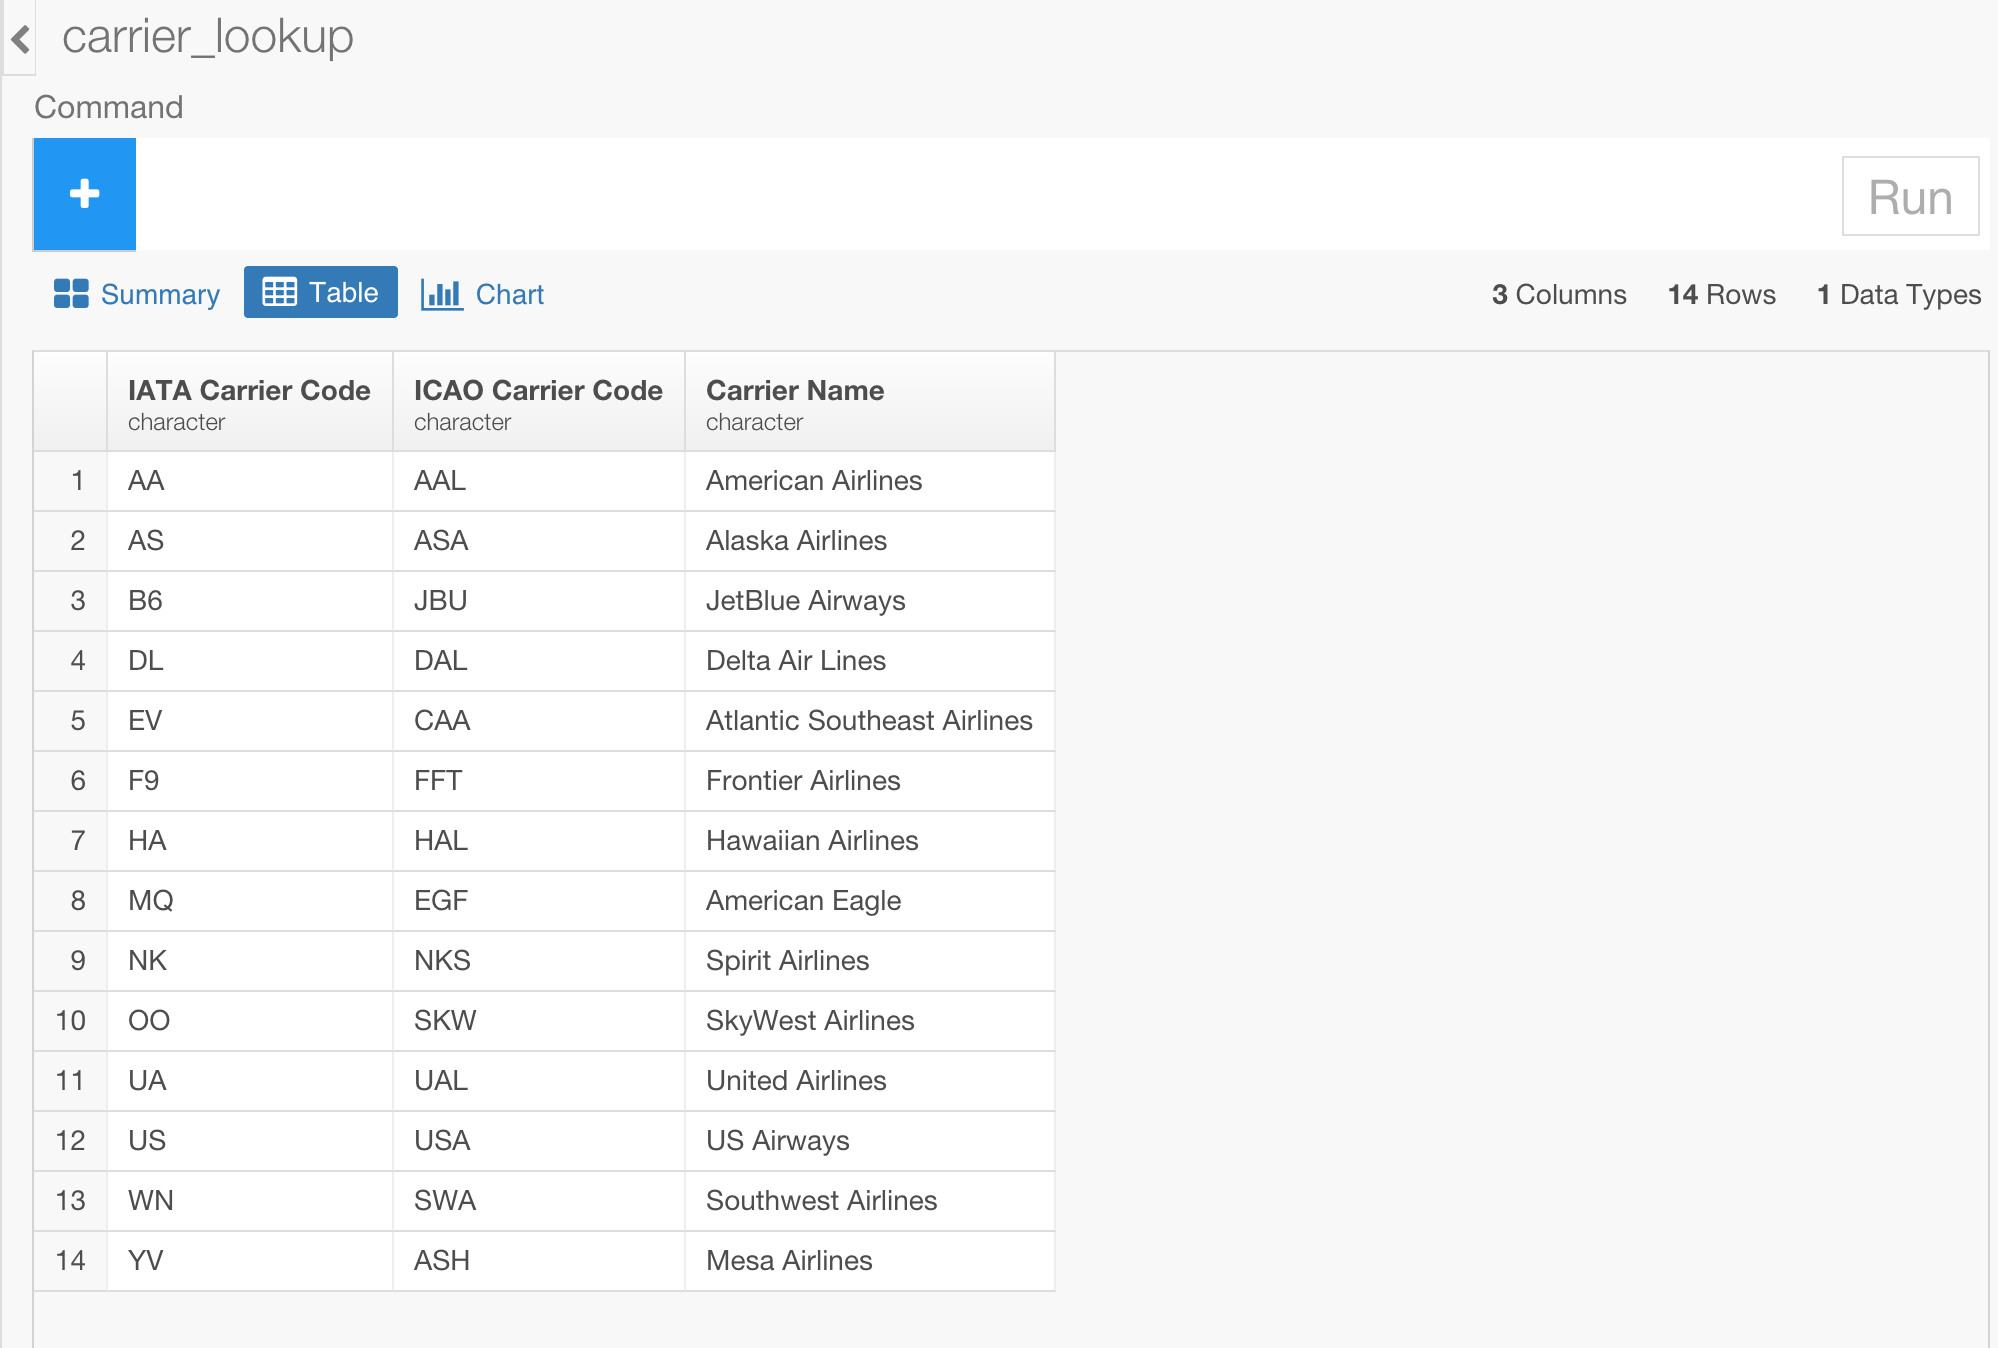 carrier_lookup
Command
Run
Summary Table Chart 3 Columns 14 Rows 1 Data Types
IATA Carrier Code ICAO Carrier Code Carrier Name
character character character
1 AA AAL American Airlines
2 AS ASA Alaska Airlines
3 B6 JBU JetBlue Airways
4 DL DAL Delta Air Lines
5 EV CAA Atlantic Southeast Airlines
6 F9 FFT Frontier Airlines
7 HA HAL Hawaiian Airlines
8 MQ EGF American Eagle
9 NK NKS Spirit Airlines
10 OO SKW SkyWest Airlines
11 UA UAL United Airlines
12 US USA US Airways
13 WN SWA Southwest Airlines
14 YV ASH Mesa Airlines